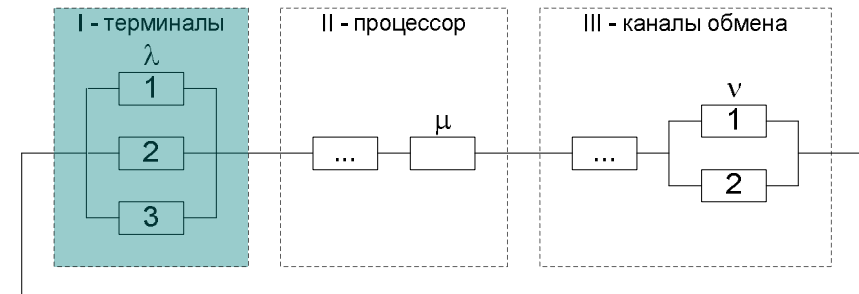 I - терминалы
II - процессор
III - каналы обмена
λ
1
2
3
...
μ
...
ν
1
2